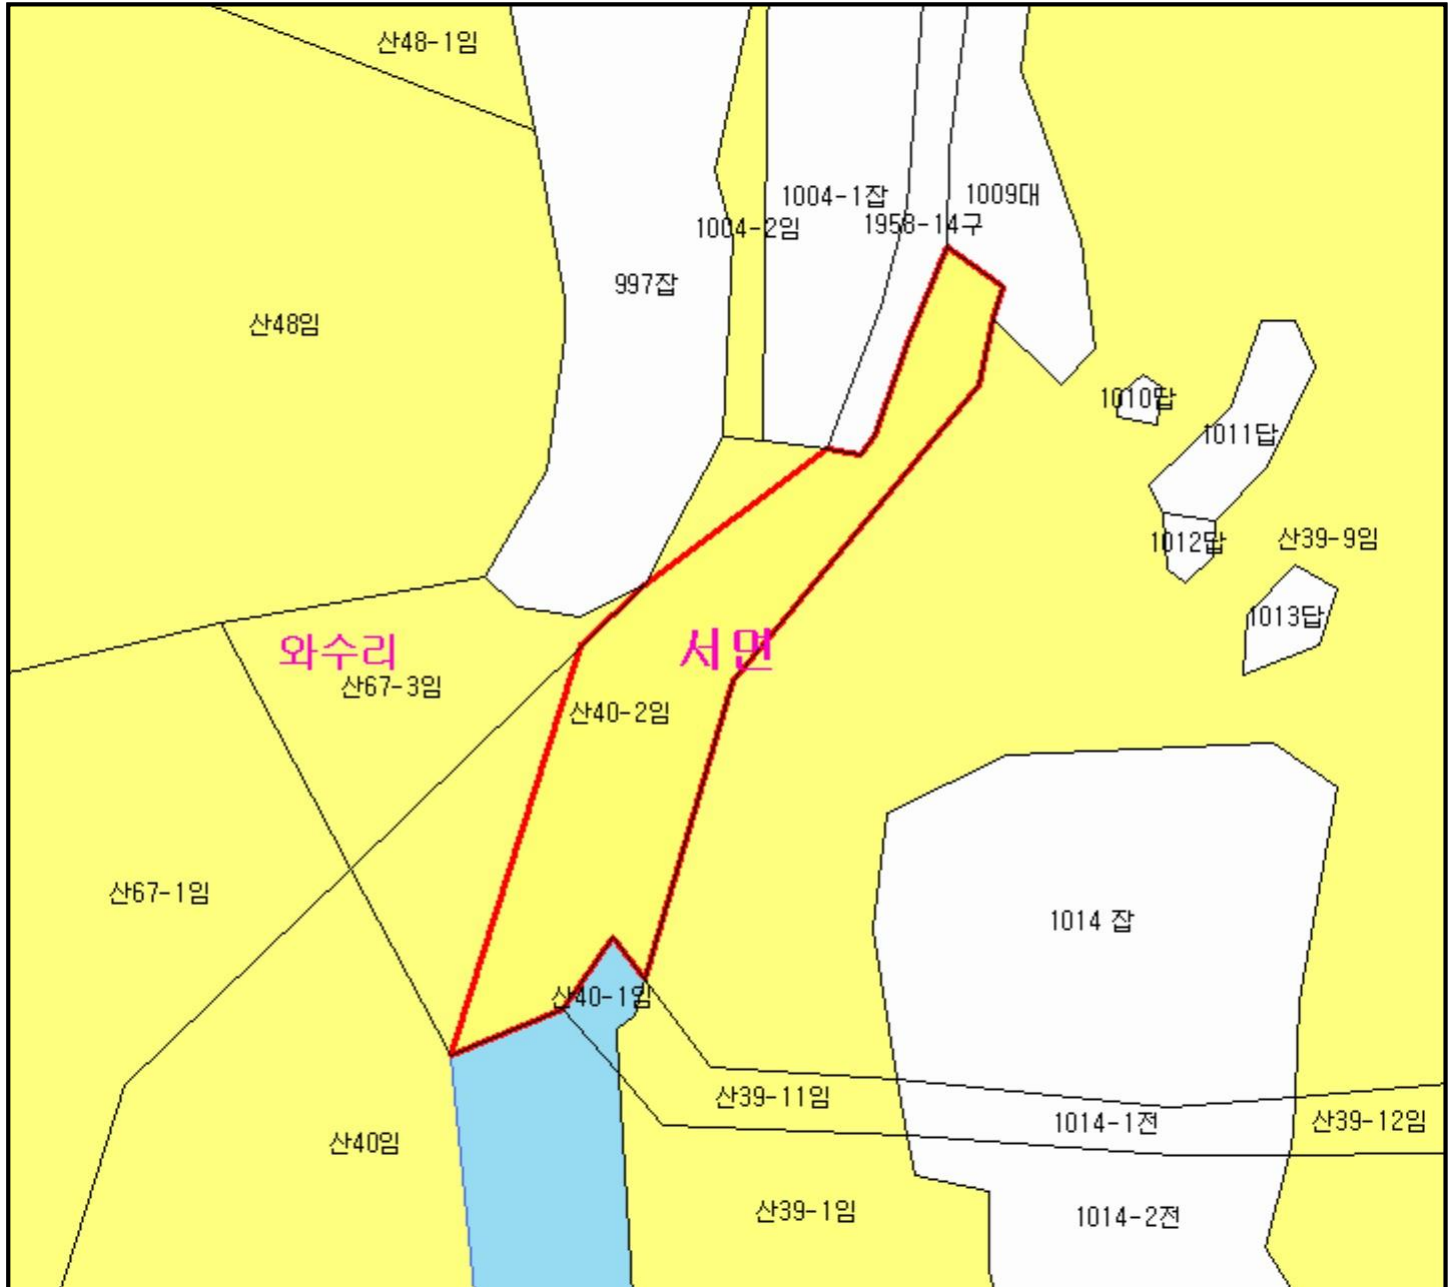 산48-1임
1004-1잡
1009대
1004-2임
1958-14구
997잡
산48임
1010답
1011답
1012답
산39-9임
1013답
와수리
서면
산67-3임
산40-2임
산67-1임
1014 잡
산40-1임
산39-11임
1014-1전
산39-12임
산40임
산39-1임
1014-2전